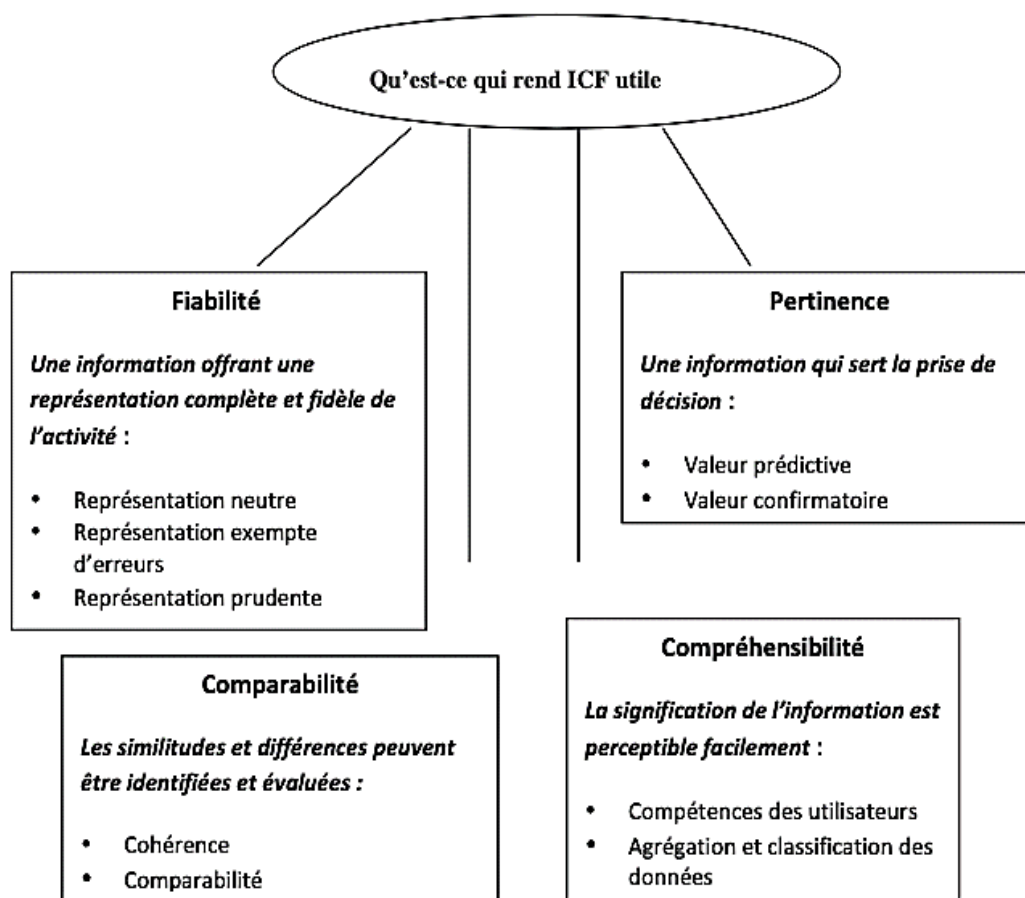 Qu’est-ce qui rend ICF utile
Fiabilité
Une information offrant une
représentation complète et fidèle de
l’activité :
• Représentation neutre
• Représentation exempte
d’erreurs
• Représentation prudente
Pertinence
Une information qui sert la prise de
décision :
• Valeur prédictive
• Valeur confirmatoire
Comparabilité
Les similitudes et différences peuvent
être identifiées et évaluées :
• Cohérence
• Comparabilité
Compréhensibilité
La signification de l’information est
perceptible facilement :
• Compétences des utilisateurs
• Agrégation et classification des
données